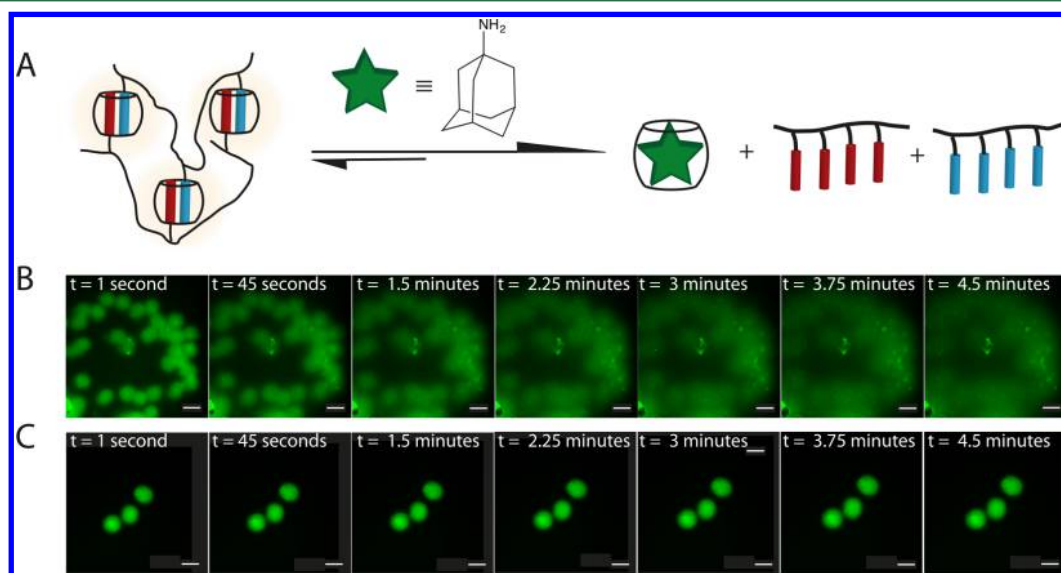 A
NH2
≡
+
+
B
t = 1 second t = 45 seconds t = 1.5 minutes t = 2.25 minutes t = 3 minutes t = 3.75 minutes t = 4.5 minutes
C
t = 1 second t = 45 seconds t = 1.5 minutes t = 2.25 minutes t = 3 minutes t = 3.75 minutes t = 4.5 minutes